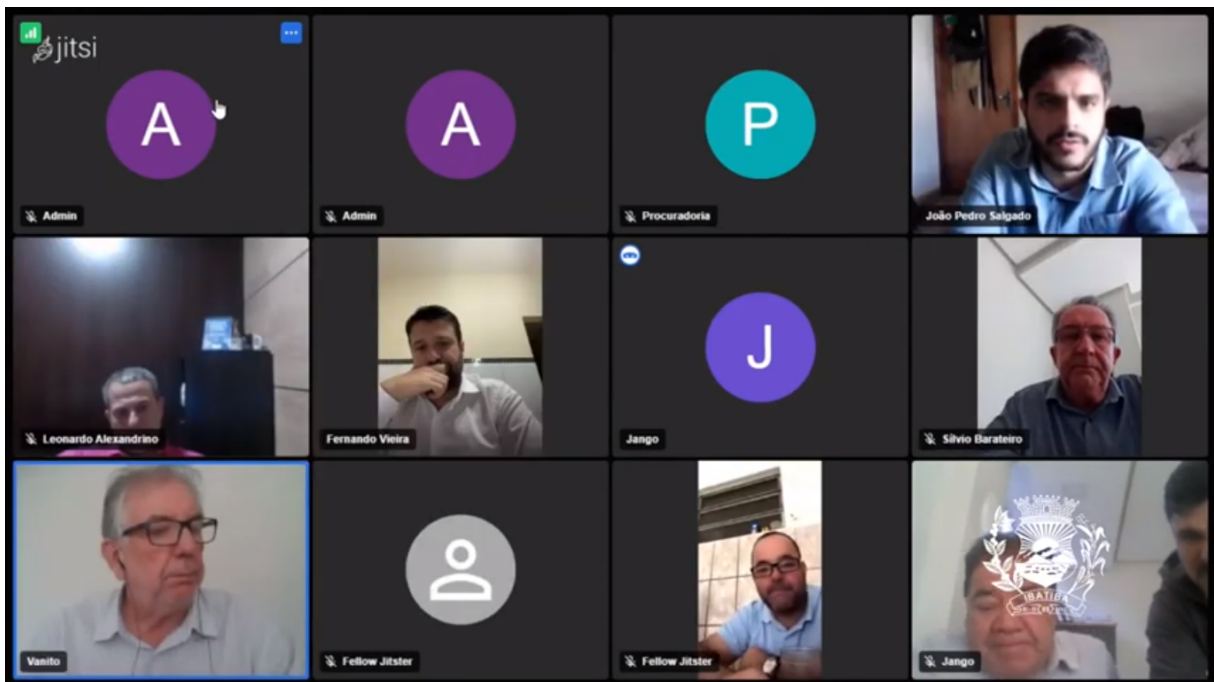 jitsi
A
Admin
A
Admin
P
Procuradoria
João Pedro Salgado
Leonardo Alexandrino
Fernando Vieira
J
Jango
Silvio Barateiro
Vanito
Fellow Jitster
Fellow Jitster
Jango
IBATIBA